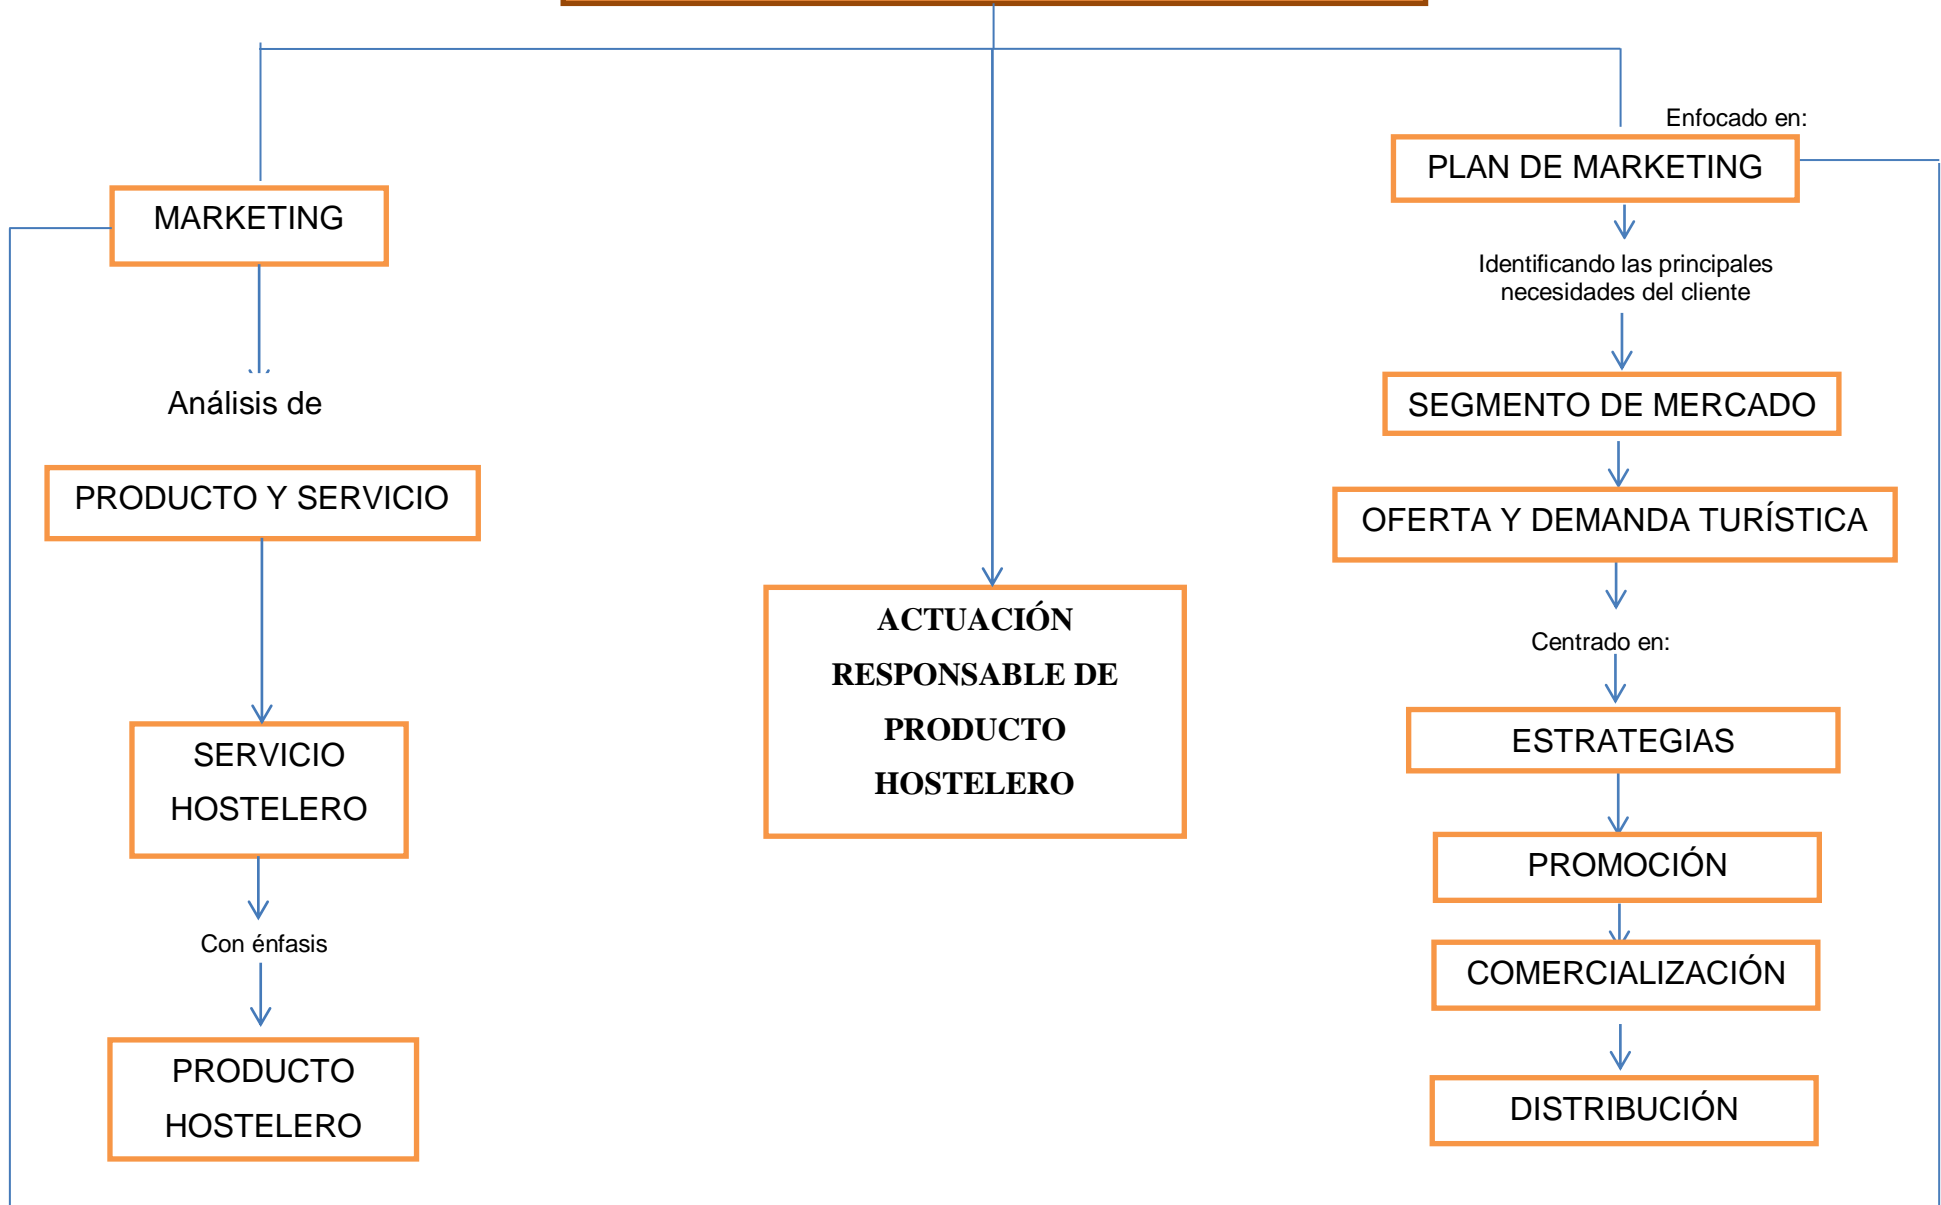 MARKETING
Análisis de
PRODUCTO Y SERVICIO
SERVICIO
HOSTELERO
Con énfasis
PRODUCTO
HOSTELERO
ACTUACIÓN
RESPONSABLE DE
PRODUCTO
HOSTELERO
Enfocado en:
PLAN DE MARKETING
Identificando las principales
necesidades del cliente
SEGMENTO DE MERCADO
OFERTA Y DEMANDA TURÍSTICA
Centrado en:
ESTRATEGIAS
PROMOCIÓN
COMERCIALIZACIÓN
DISTRIBUCIÓN